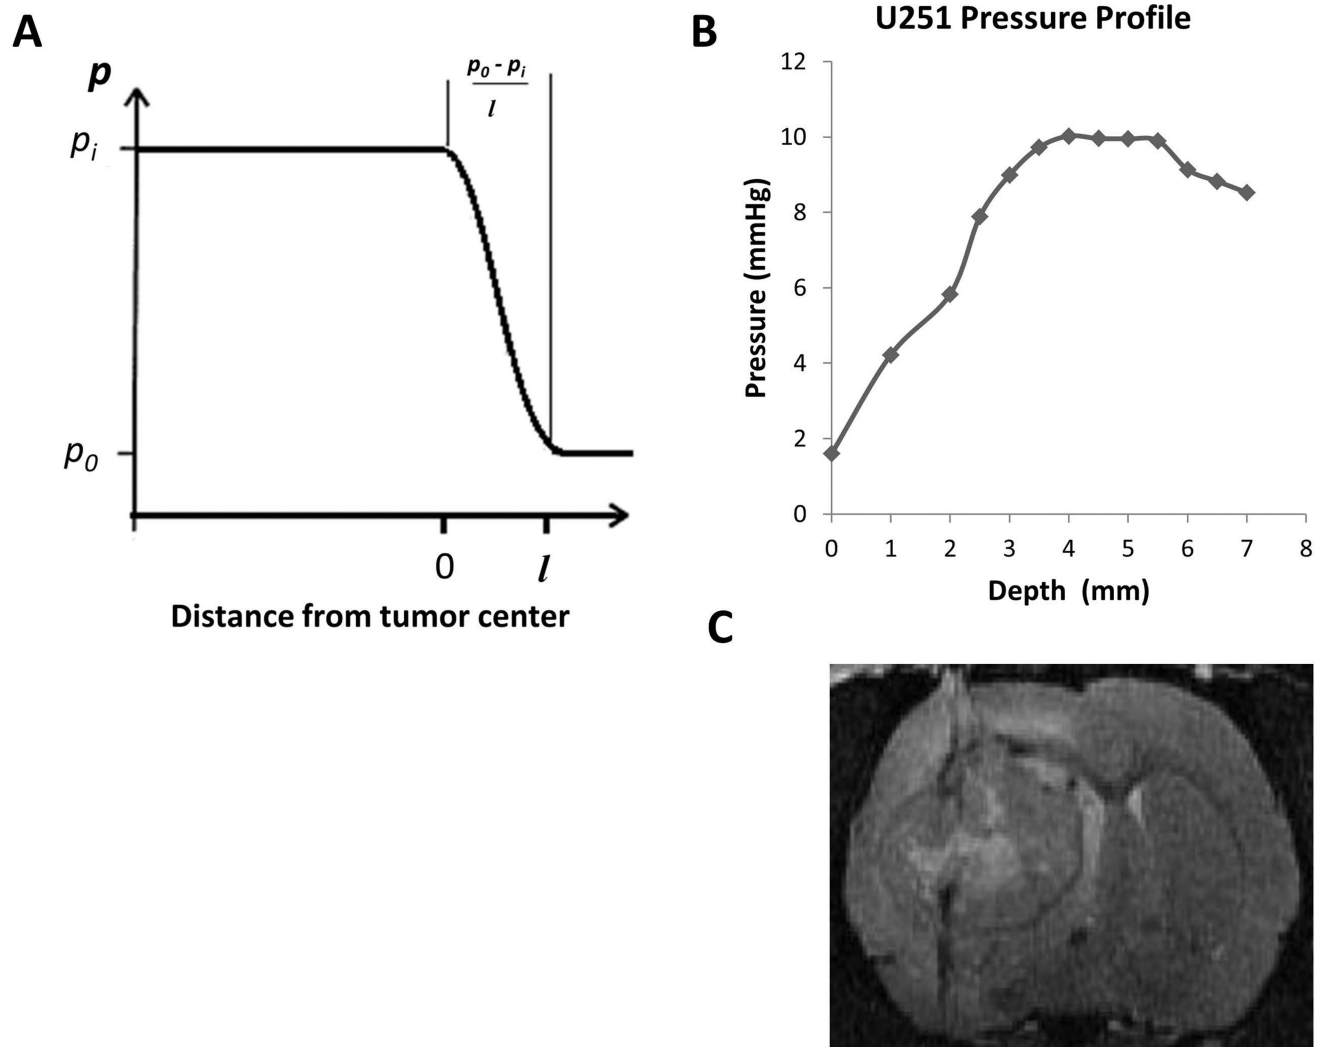 A
p
p0 - pi
l
pi
p0
0
l
Distance from tumor center
B
U251 Pressure Profile
12
10
8
6
4
2
0
Pressure (mmHg)
0 1 2 3 4 5 6 7 8
Depth (mm)
C